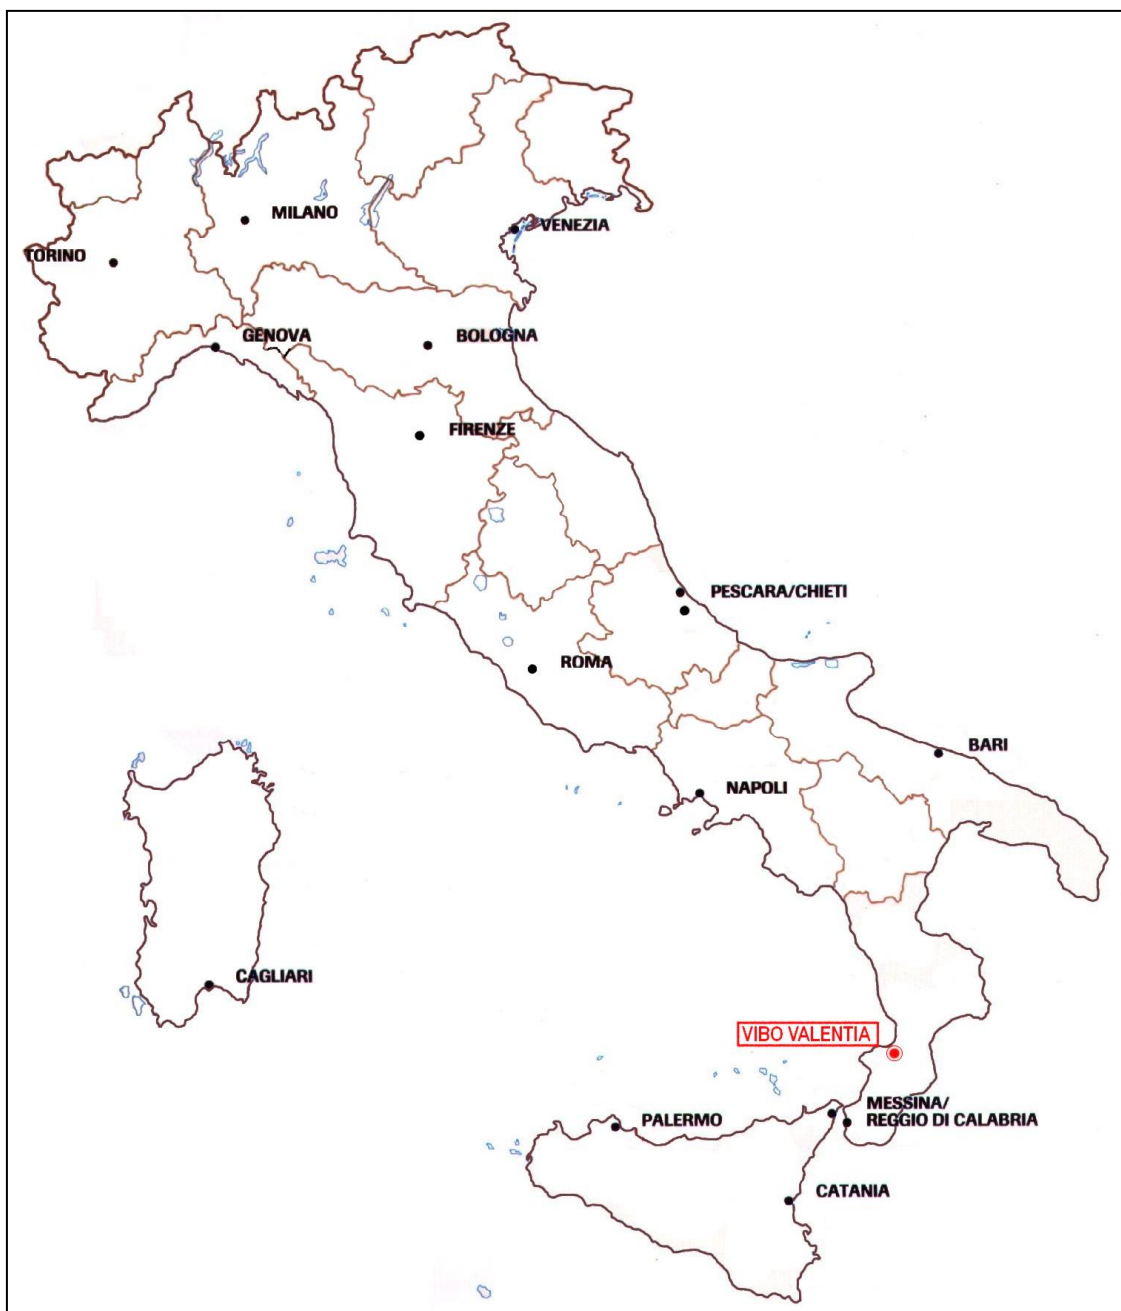 MILANO
VENEZIA
TORINO
GENOVA
BOLOGNA
FIRENZE
PESCARA/CHIETI
ROMA
BARI
NAPOLI
CAGLIARI
VIBO VALENTIA
MESSINA/
REGGIO DI CALABRIA
PALERMO
CATANIA